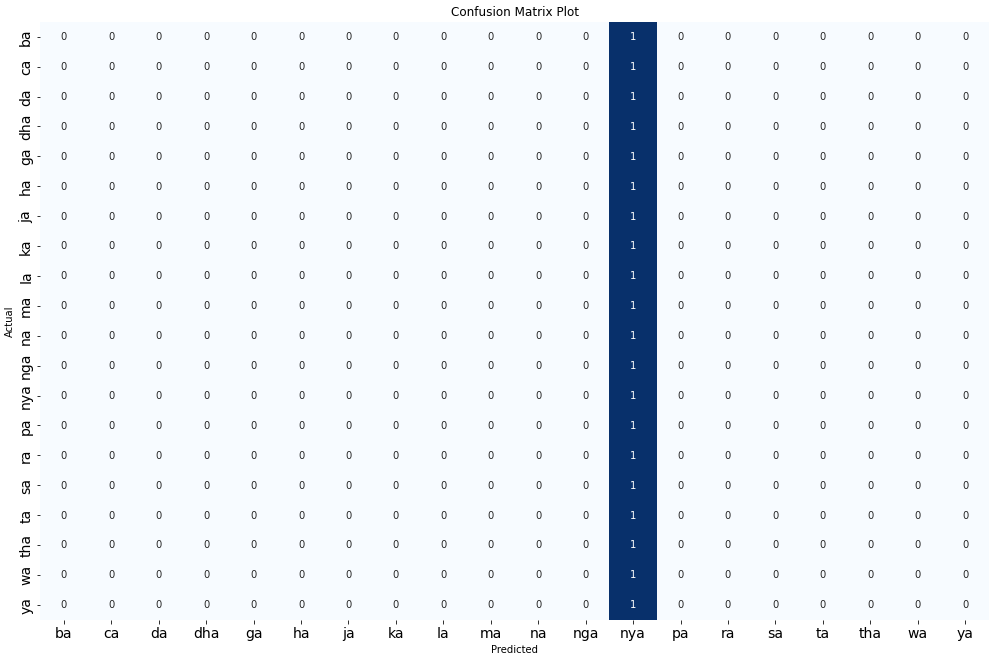 Confusion Matrix Plot
ba 0 0 0 0 0 0 0 0 0 0 0 0 1 0 0 0 0 0 0 0
ca 0 0 0 0 0 0 0 0 0 0 0 0 1 0 0 0 0 0 0 0
da 0 0 0 0 0 0 0 0 0 0 0 0 1 0 0 0 0 0 0 0
dha 0 0 0 0 0 0 0 0 0 0 0 0 1 0 0 0 0 0 0 0
ga 0 0 0 0 0 0 0 0 0 0 0 0 1 0 0 0 0 0 0 0
ha 0 0 0 0 0 0 0 0 0 0 0 0 1 0 0 0 0 0 0 0
ja 0 0 0 0 0 0 0 0 0 0 0 0 1 0 0 0 0 0 0 0
ka 0 0 0 0 0 0 0 0 0 0 0 0 1 0 0 0 0 0 0 0
la 0 0 0 0 0 0 0 0 0 0 0 0 1 0 0 0 0 0 0 0
ma 0 0 0 0 0 0 0 0 0 0 0 0 1 0 0 0 0 0 0 0
Actual
na 0 0 0 0 0 0 0 0 0 0 0 0 1 0 0 0 0 0 0 0
nga 0 0 0 0 0 0 0 0 0 0 0 0 1 0 0 0 0 0 0 0
nya 0 0 0 0 0 0 0 0 0 0 0 0 1 0 0 0 0 0 0 0
pa 0 0 0 0 0 0 0 0 0 0 0 0 1 0 0 0 0 0 0 0
ra 0 0 0 0 0 0 0 0 0 0 0 0 1 0 0 0 0 0 0 0
sa 0 0 0 0 0 0 0 0 0 0 0 0 1 0 0 0 0 0 0 0
ta 0 0 0 0 0 0 0 0 0 0 0 0 1 0 0 0 0 0 0 0
tha 0 0 0 0 0 0 0 0 0 0 0 0 1 0 0 0 0 0 0 0
wa 0 0 0 0 0 0 0 0 0 0 0 0 1 0 0 0 0 0 0 0
ya 0 0 0 0 0 0 0 0 0 0 0 0 1 0 0 0 0 0 0 0
ba ca da dha ga ha ja ka la ma na nga nya pa ra sa ta tha wa ya
Predicted